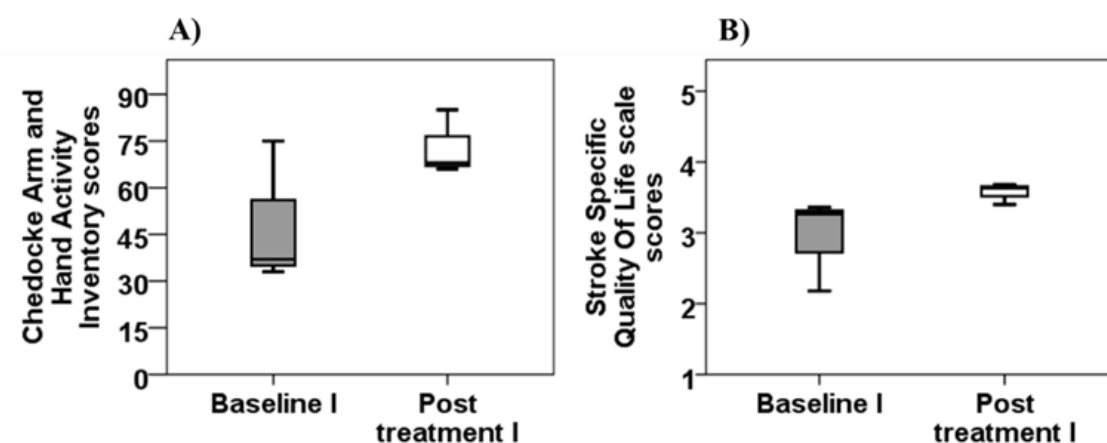 A)
Chedocke Arm and
Hand Activity
Inventory scores
90
75
60
45
30
15
0
Baseline I
Post
treatment I
B)
Stroke Specific
Quality Of Life scale
scores
5
4
3
2
1
Baseline I
Post
treatment I